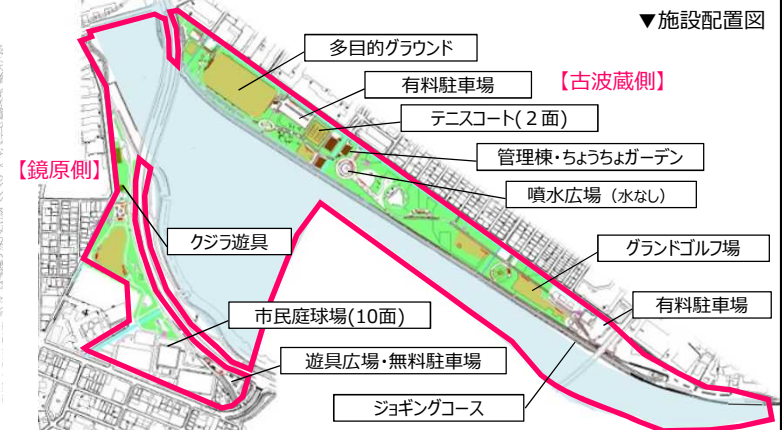 ▼施設配置図
多目的グラウンド
有料駐車場
【古波蔵側】
テニスコート(２面)
管理棟・ちょうちょガーデン
【鏡原側】
噴水広場（水なし）
クジラ遊具
グランドゴルフ場
市民庭球場(10面)
有料駐車場
遊具広場・無料駐車場
ジョギングコース